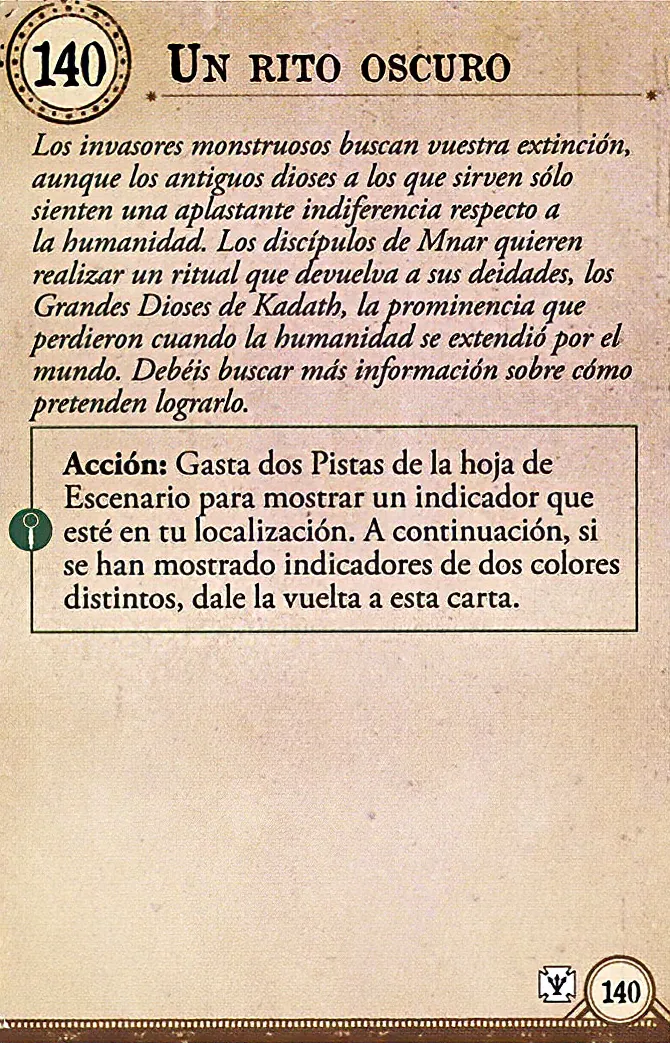 140
Un rito oscuro
Los invasores monstruosos buscan vuestra extinción,
aunque los antiguos dioses a los que sirven sólo
sienten una aplastante indiferencia respecto a
la humanidad. Los discípulos de Mnar quieren
realizar un ritual que devuelva a sus deidades, los
Grandes Dioses de Kadath, la prominencia que
perdieron cuando la humanidad se extendió por el
mundo. Debéis buscar más información sobre cómo
pretenden lograrlo.
Acción: Gasta dos Pistas de la hoja de
Escenario para mostrar un indicador que
esté en tu localización. A continuación, si
se han mostrado indicadores de dos colores
distintos, dale la vuelta a esta carta.
140